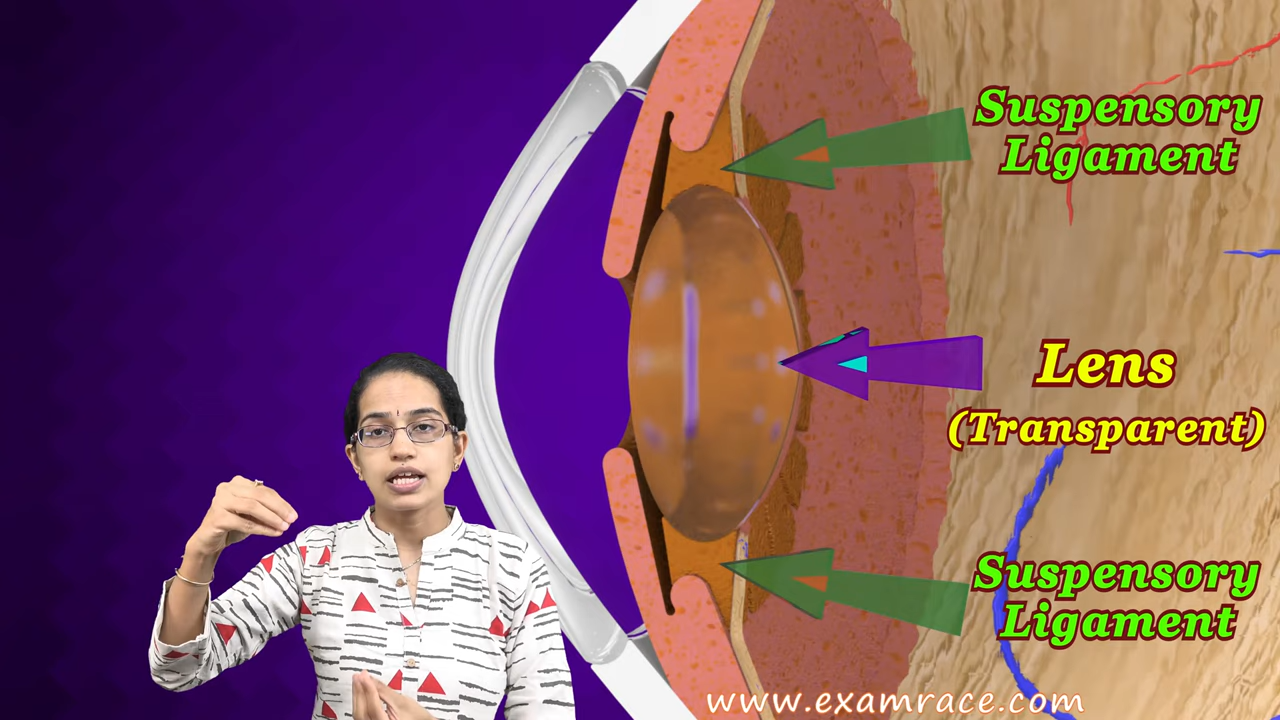 Suspensory
Ligament
Lens
(Transparent)
Suspensory
Ligament
www.examrace.com